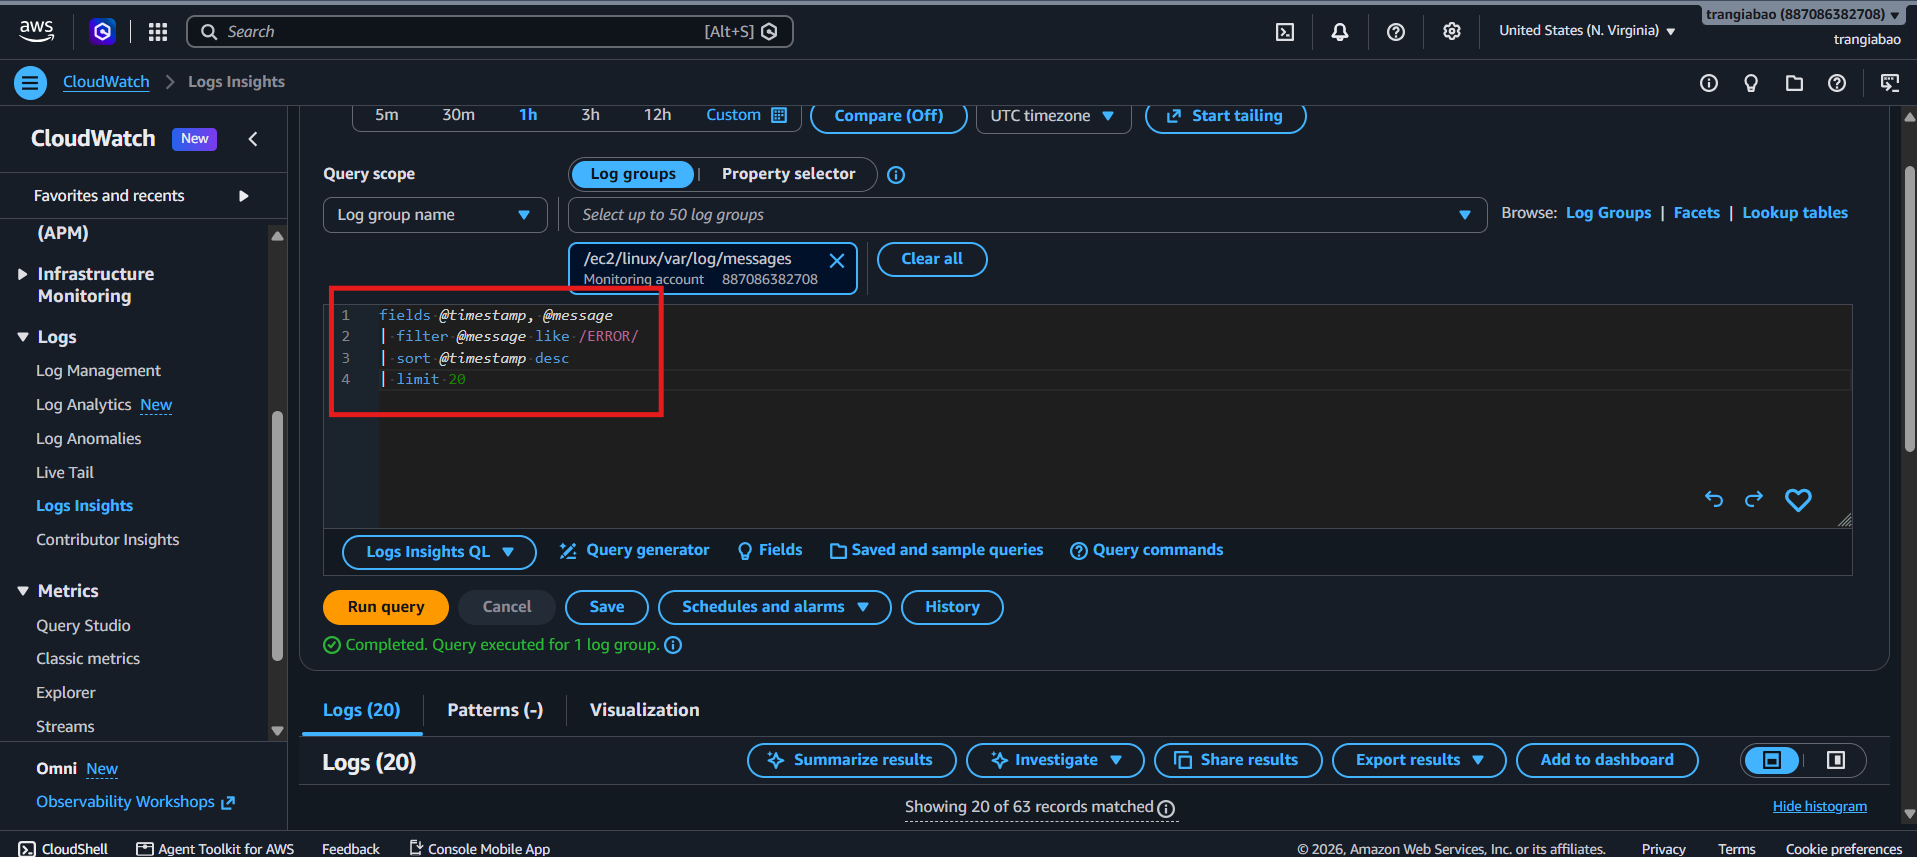 aws
Search
[Alt+S]
United States (N. Virginia)
trangiabao (887086382708)
trangiabao
CloudWatch
Logs Insights
CloudWatch
New
Favorites and recents
(APM)
Infrastructure
Monitoring
Logs
Log Management
Log Analytics New
Log Anomalies
Live Tail
Logs Insights
Contributor Insights
Metrics
Query Studio
Classic metrics
Explorer
Streams
Omni New
Observability Workshops
5m 30m 1h 3h 12h Custom
Compare (Off)
UTC timezone
Start tailing
Query scope
Log groups
Property selector
Log group name
Select up to 50 log groups
Browse: Log Groups | Facets | Lookup tables
/ec2/linux/var/log/messages
Monitoring account 887086382708
Clear all
1 fields @timestamp, @message
2 | filter @message like /ERROR/
3 | sort @timestamp desc
4 | limit 20
Logs Insights QL
Query generator
Fields
Saved and sample queries
Query commands
Run query
Cancel
Save
Schedules and alarms
History
Completed. Query executed for 1 log group.
Logs (20)
Patterns (-)
Visualization
Logs (20)
Summarize results
Investigate
Share results
Export results
Add to dashboard
Showing 20 of 63 records matched
Hide histogram
CloudShell
Agent Toolkit for AWS
Feedback
Console Mobile App
© 2026, Amazon Web Services, Inc. or its affiliates.
Privacy
Terms
Cookie preferences